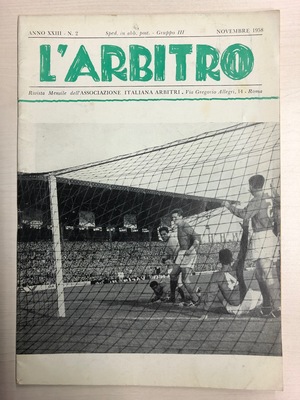 ANNO XXIII - N. 2 Sped. in abb. post. - Gruppo III NOVEMBRE 1958
L'ARBITRO
Rivista Mensile dell'ASSOCIAZIONE ITALIANA ARBITRI - Via Gregorio Allegri, 14 - Roma